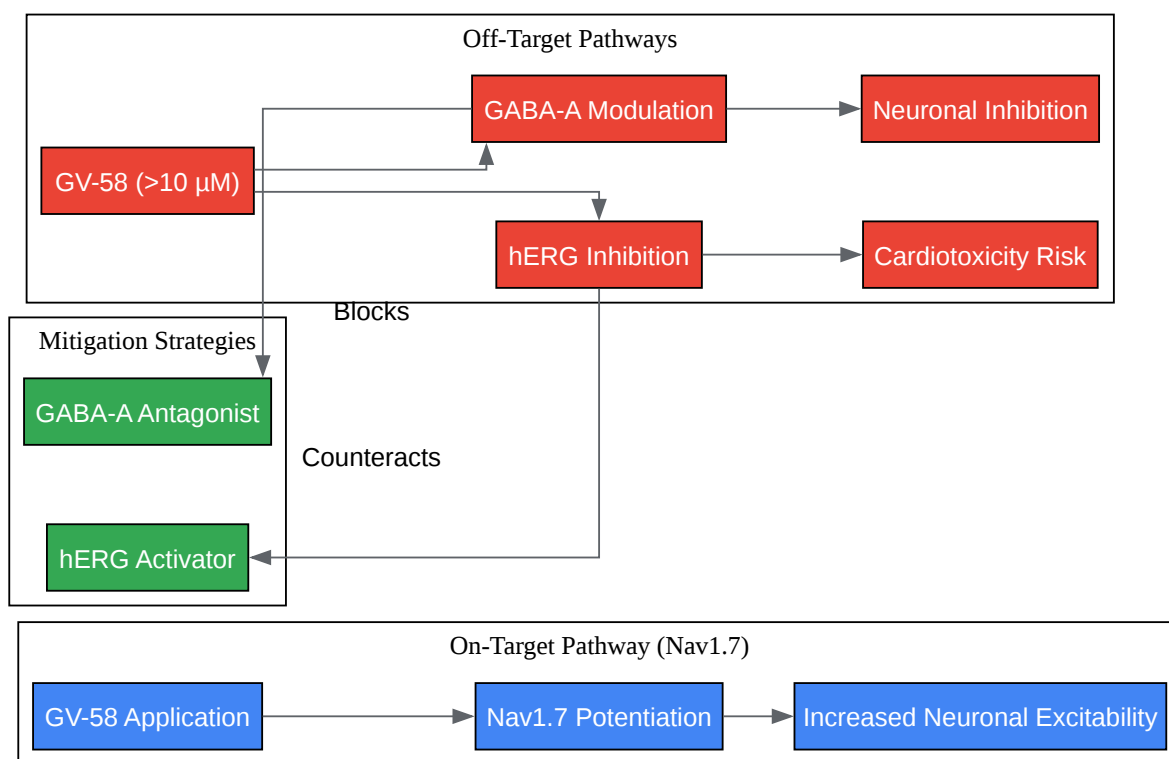 Off-Target Pathways
GABA-A Modulation
Neuronal Inhibition
GV-58 (>10 µM)
hERG Inhibition
Cardiotoxicity Risk
Blocks
Mitigation Strategies
GABA-A Antagonist
Counteracts
hERG Activator
On-Target Pathway (Nav1.7)
GV-58 Application
Nav1.7 Potentiation
Increased Neuronal Excitability